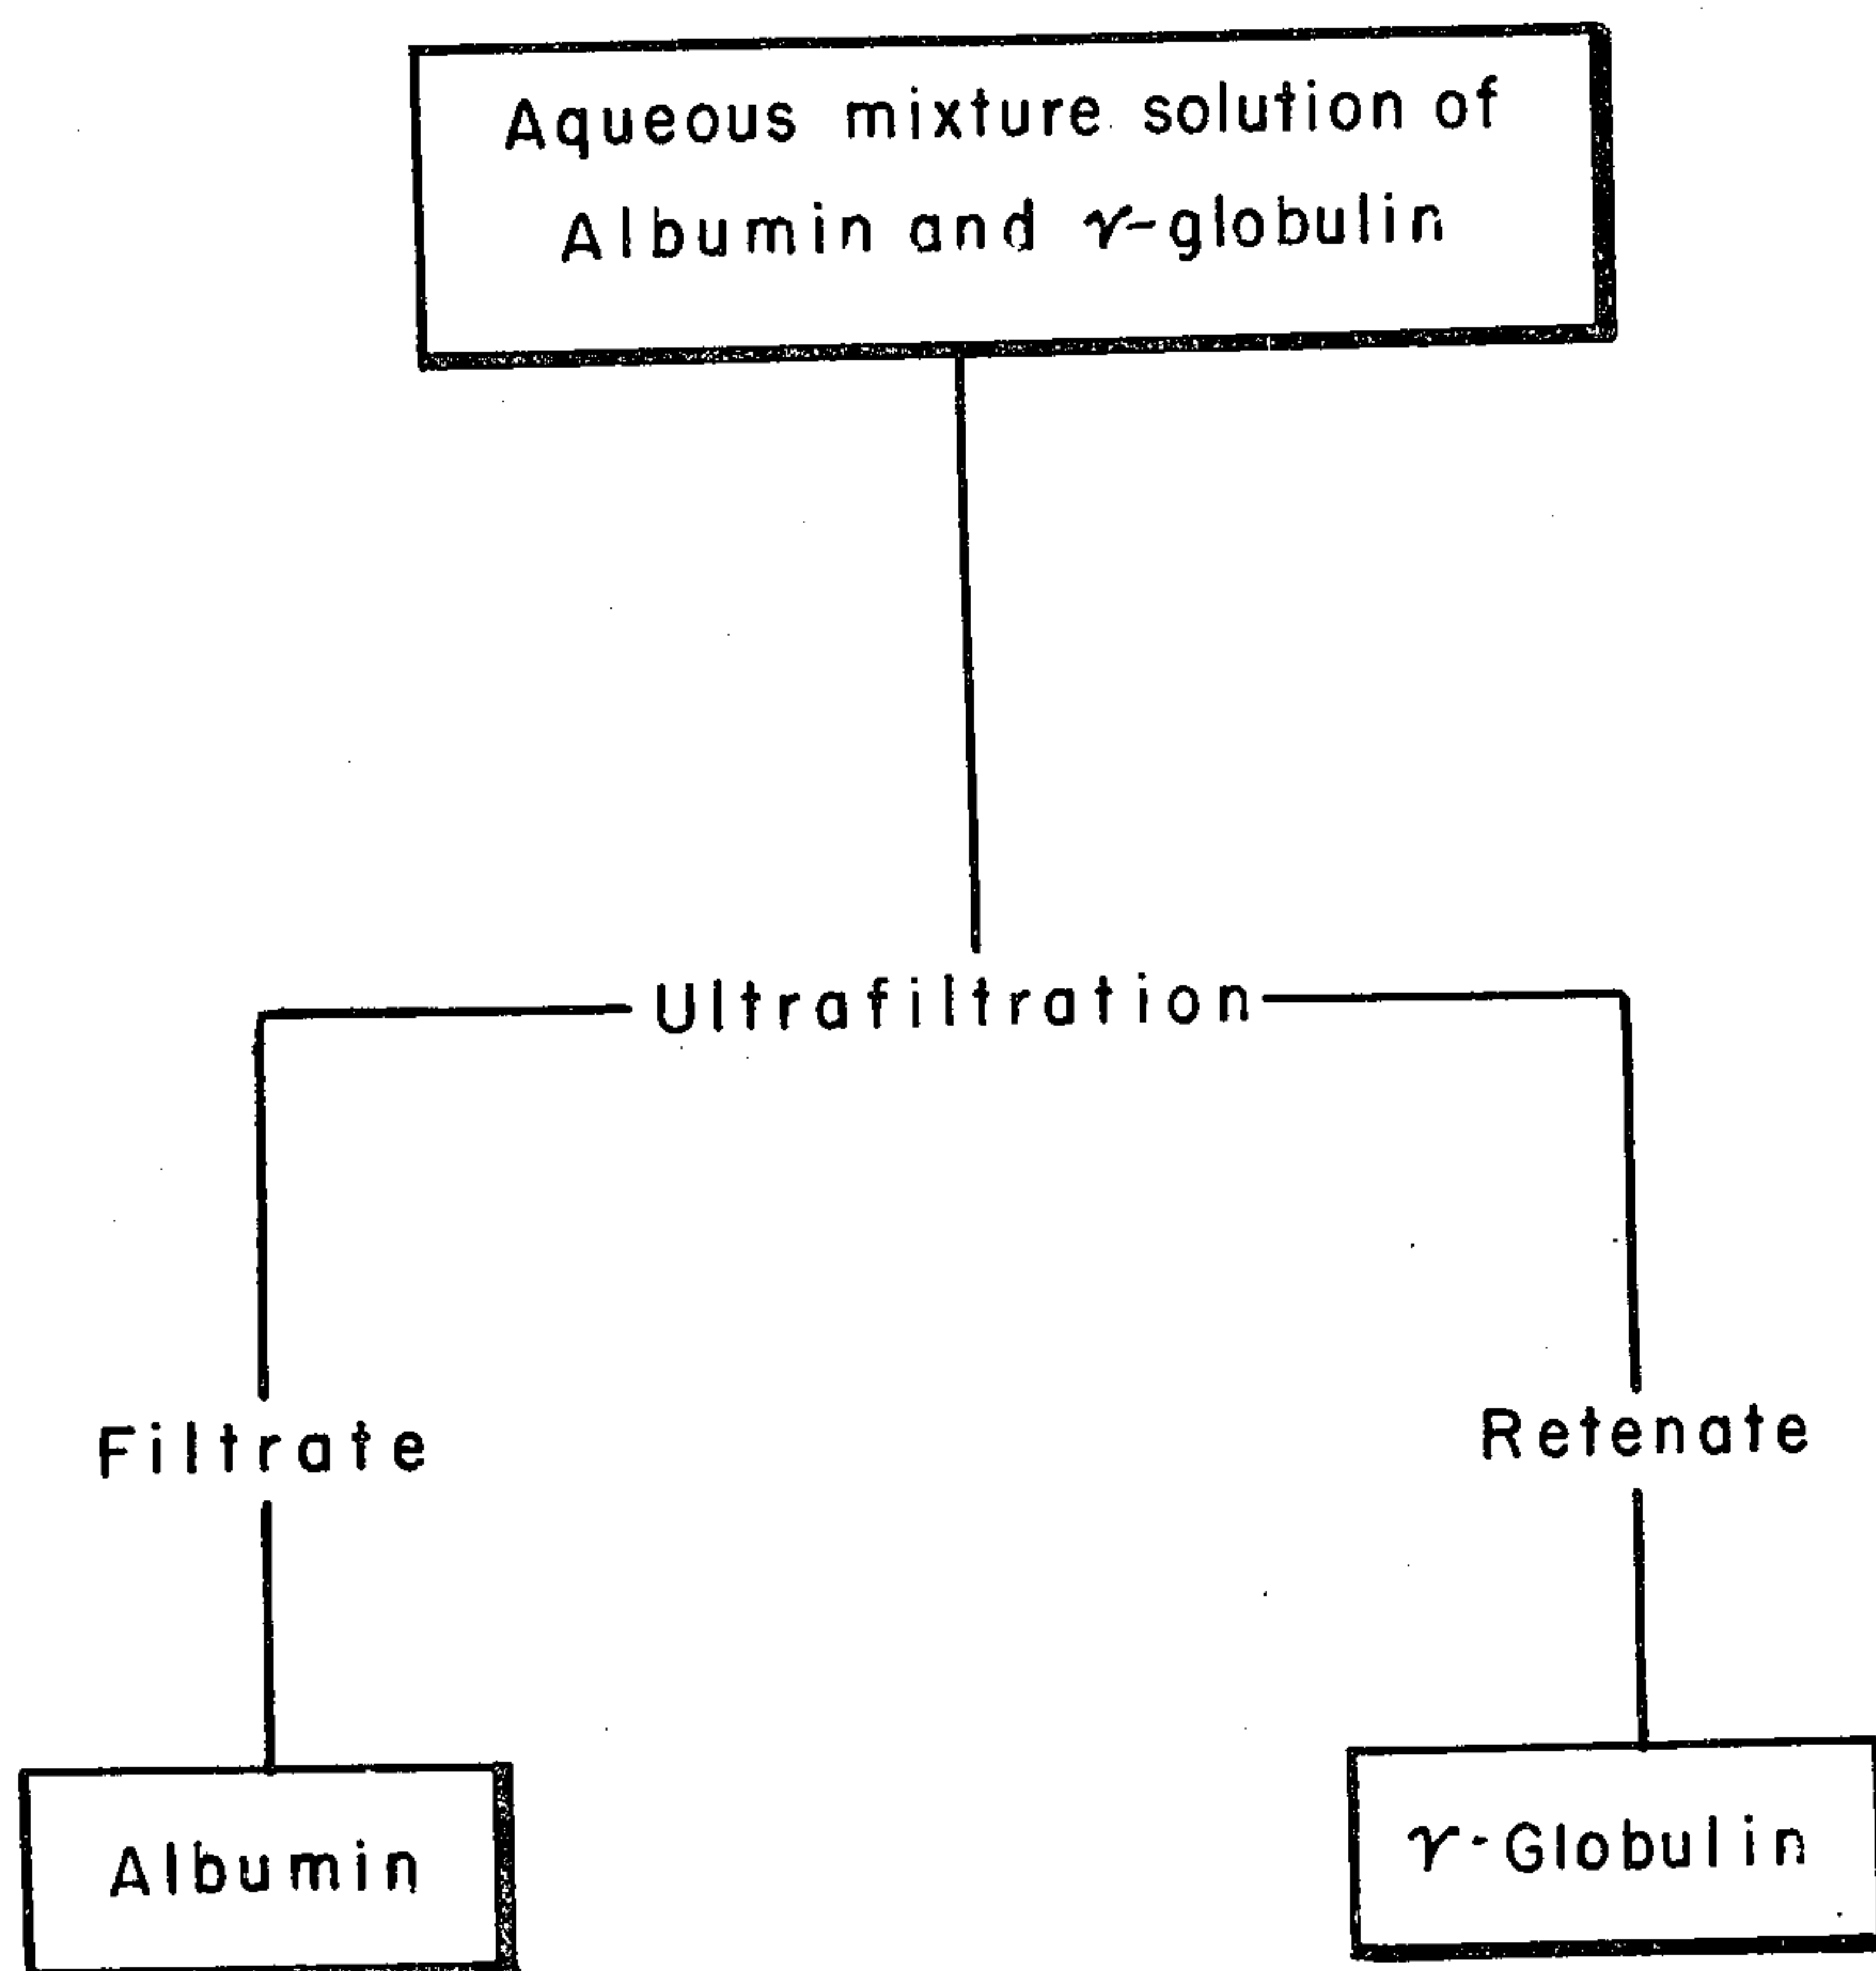 Aqueous mixture solution of
Albumin and γ-globulin
Ultrafiltration
Filtrate
Retenate
Albumin
γ-Globulin